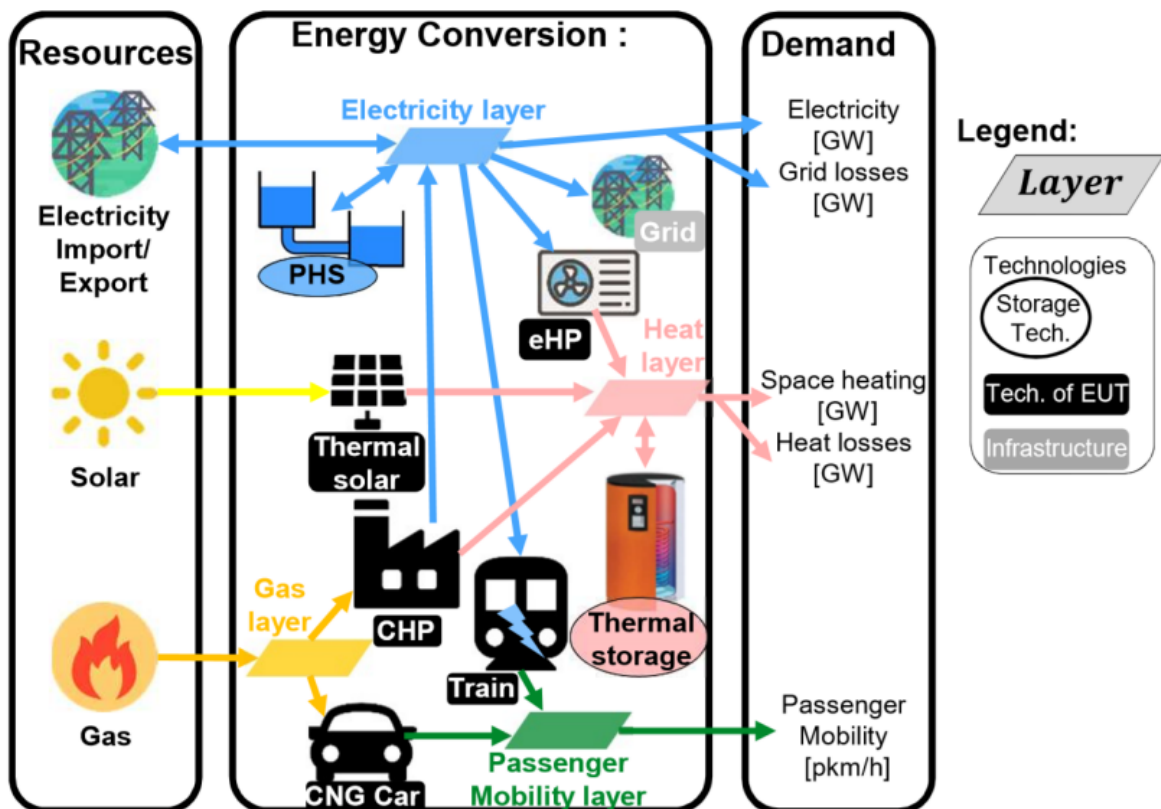 Resources
Electricity
Import/
Export
Solar
Gas
Energy Conversion :
Electricity layer
PHS
Grid
eHP
Heat
layer
Thermal
solar
Gas
layer
CHP
Thermal
storage
Train
CNG Car
Passenger
Mobility layer
Demand
Electricity
[GW]
Grid losses
[GW]
Space heating
[GW]
Heat losses
[GW]
Passenger
Mobility
[pkm/h]
Legend:
Layer
Technologies
Storage
Tech.
Tech. of EUT
Infrastructure